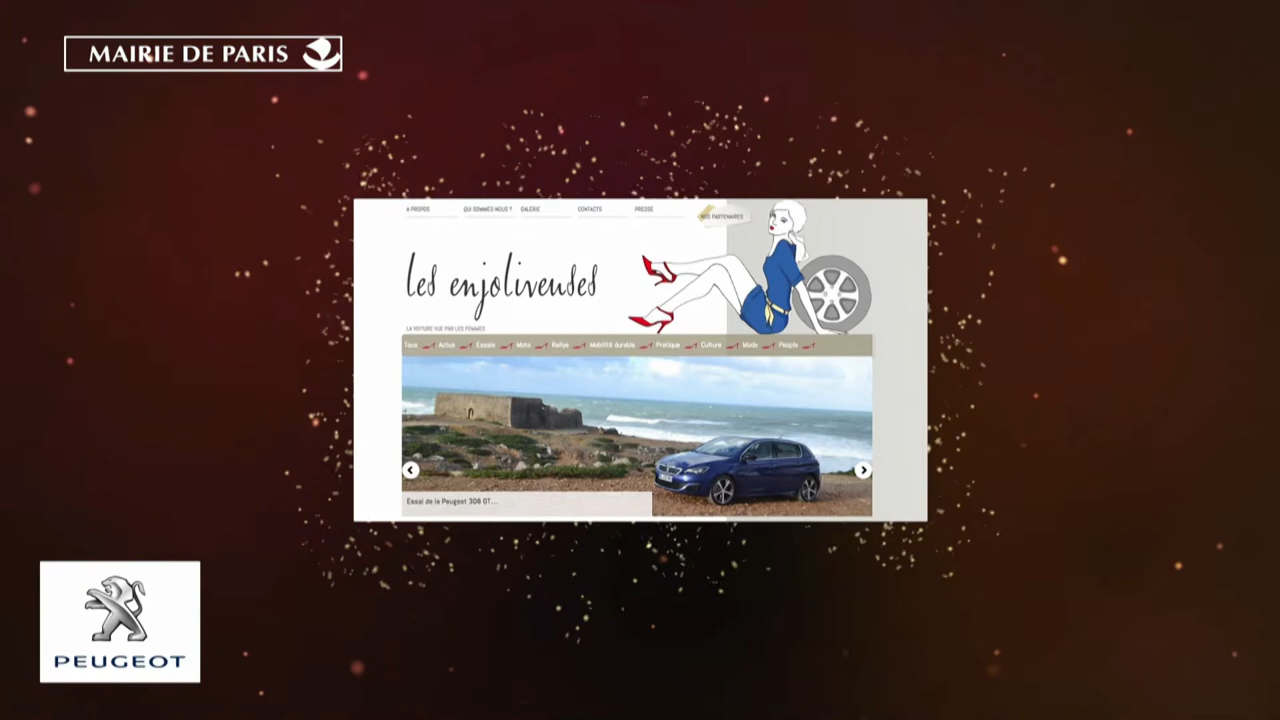 MAIRIE DE PARIS
A PROPOS QUI SOMMES-NOUS ? GALERIE CONTACTS PRESSE NOS PARTENAIRES
les enjoliveuses
LA VOITURE VUE PAR LES FEMMES
Tous Actus Essais Moto Rallye Mobilité durable Pratique Culture Mode People
Essai de la Peugeot 308 GT...
PEUGEOT